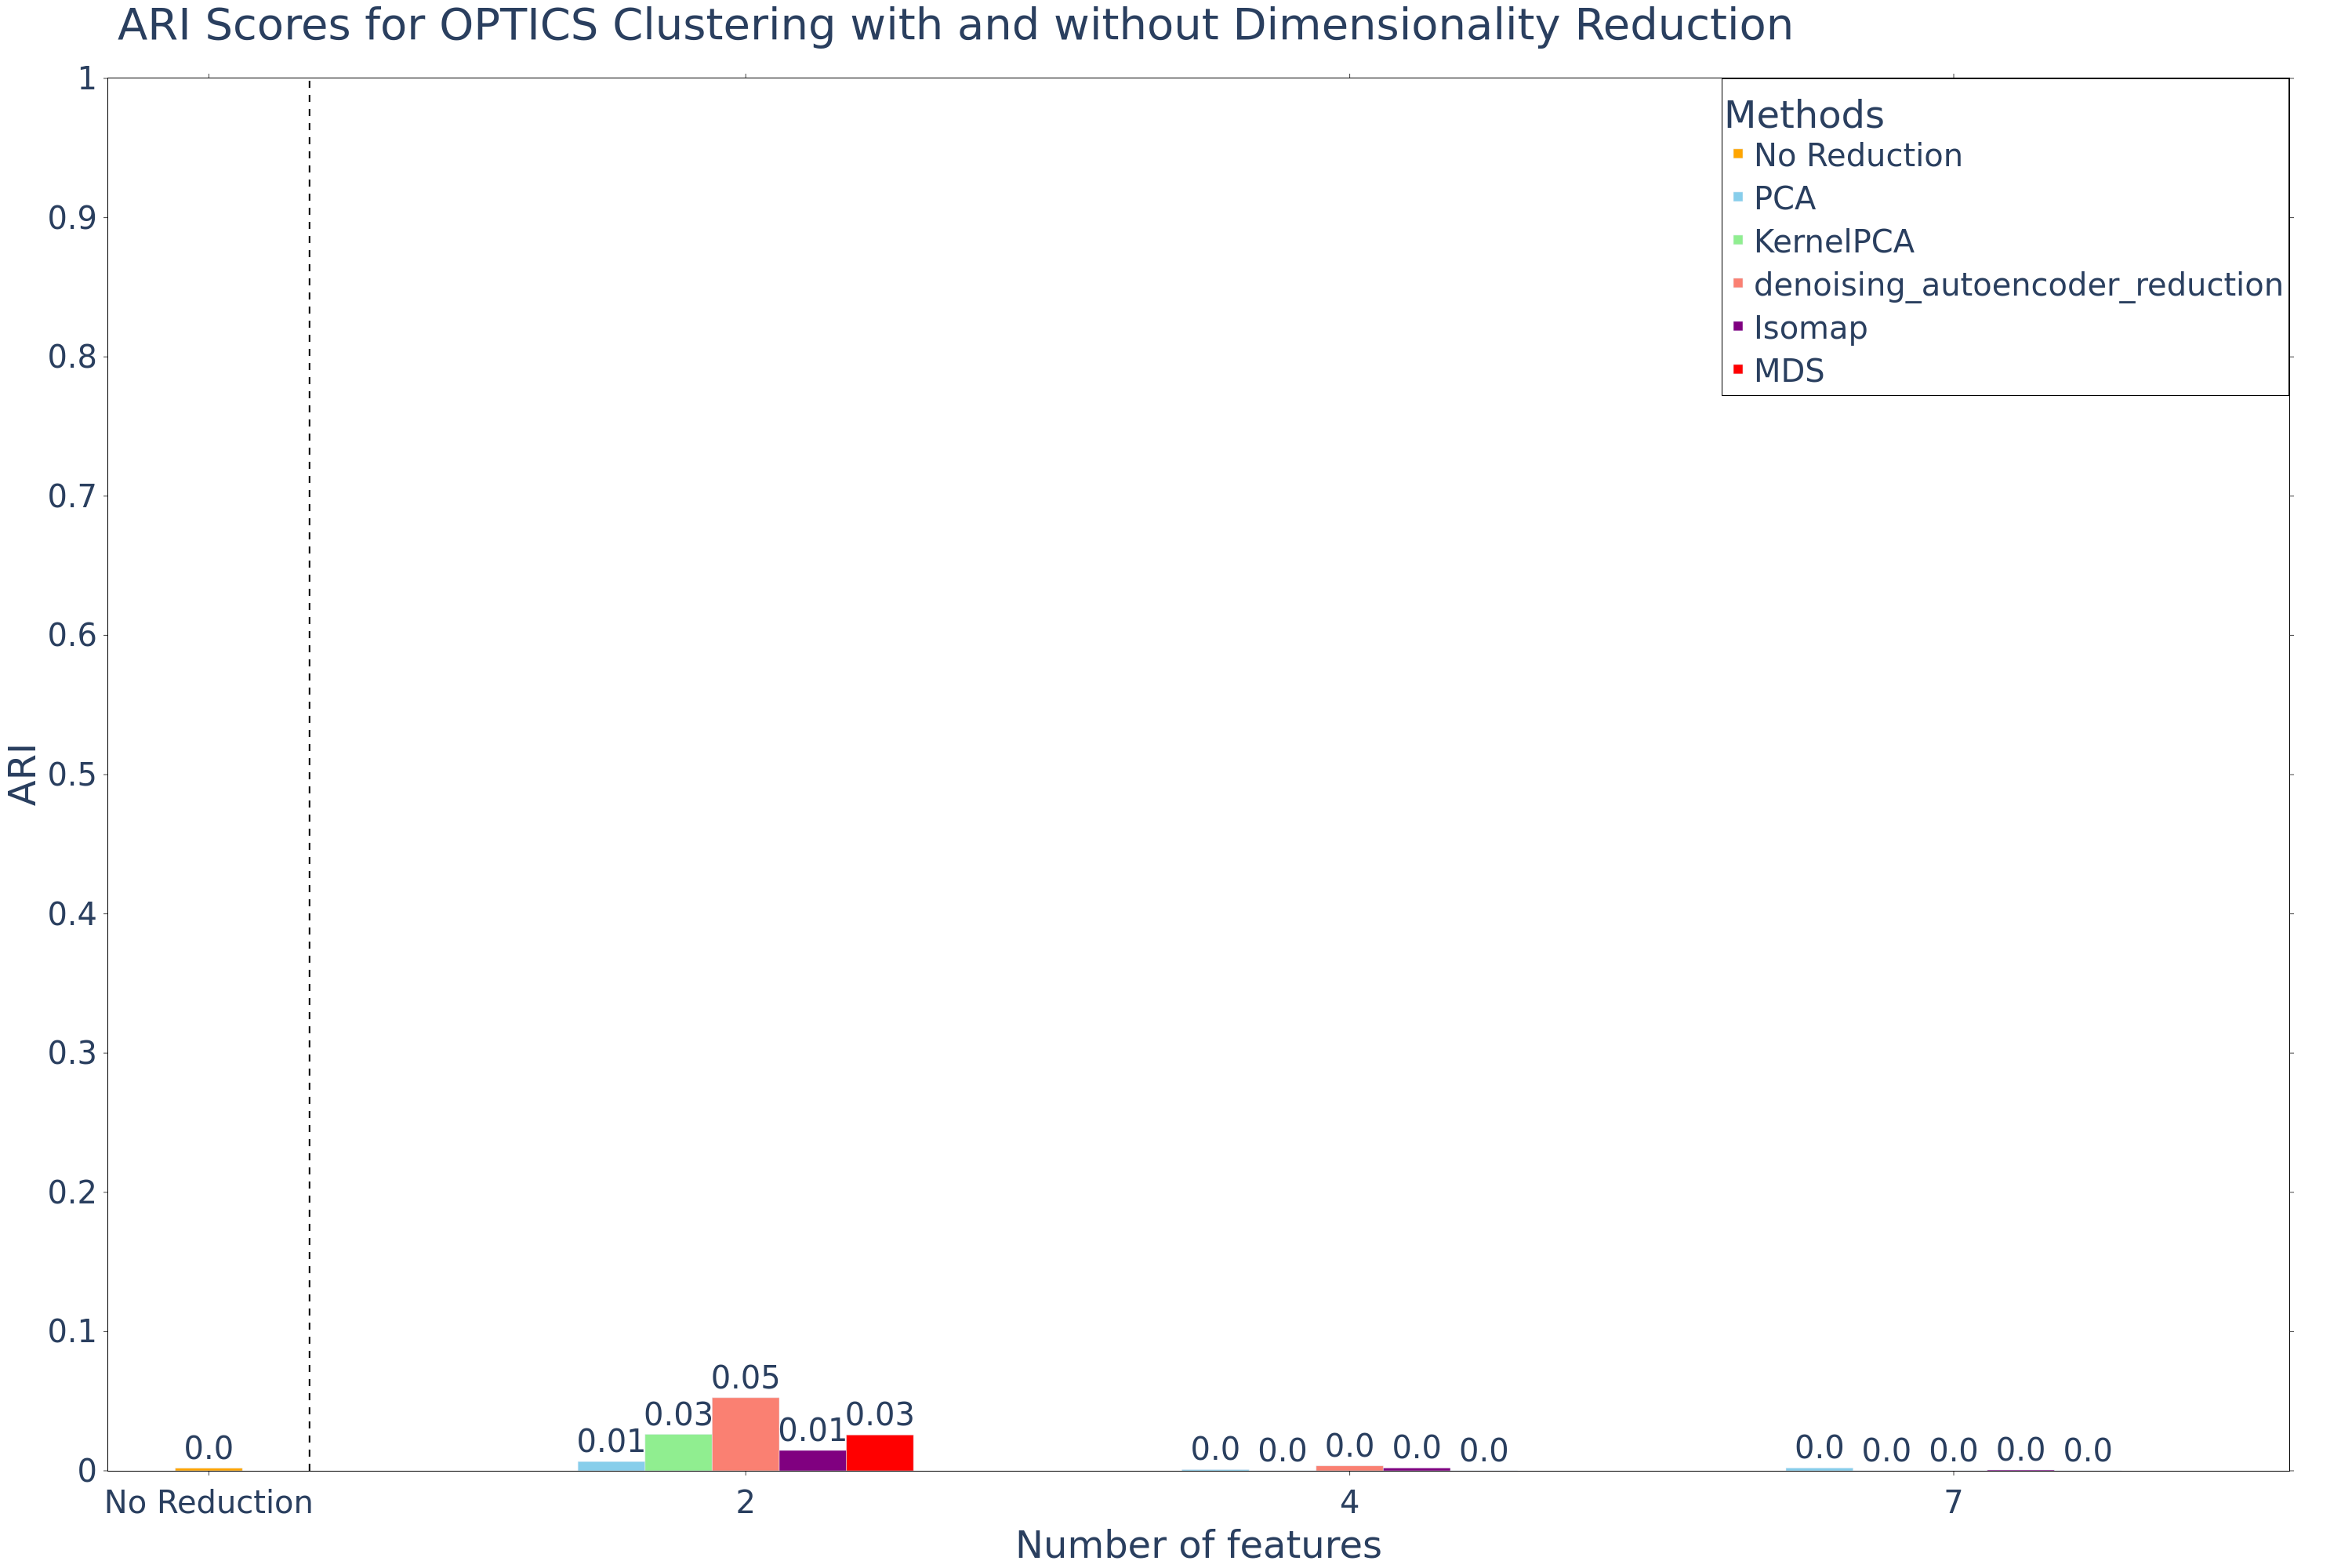 ARI Scores for OPTICS Clustering with and without Dimensionality Reduction
Methods
No Reduction
PCA
KernelPCA
denoising_autoencoder_reduction
Isomap
MDS
ARI
1
0.9
0.8
0.7
0.6
0.5
0.4
0.3
0.2
0.1
0
0.0
0.01
0.03
0.05
0.01
0.03
0.0
0.0
0.0
0.0
0.0
0.0
0.0
0.0
0.0
0.0
No Reduction
2
4
7
Number of features